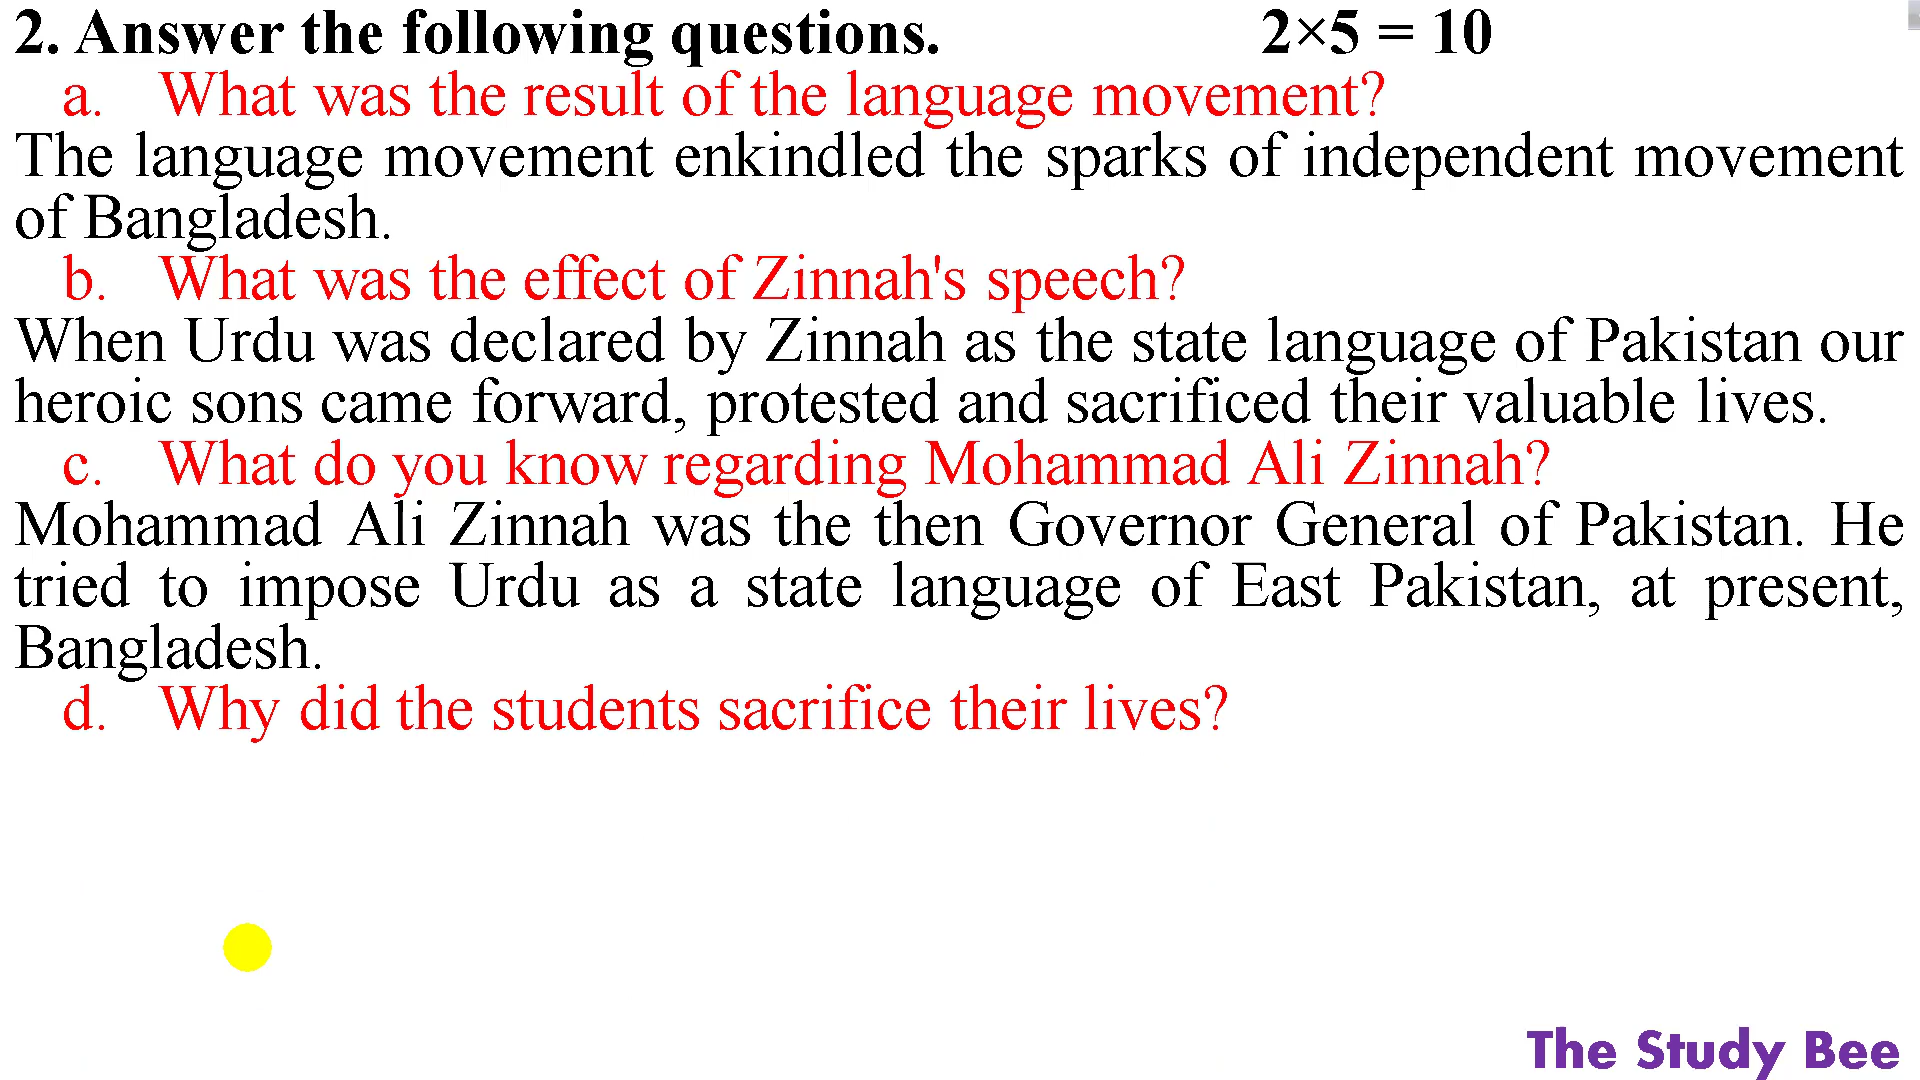 2. Answer the following questions. 2×5 = 10
a. What was the result of the language movement?
The language movement enkindled the sparks of independent movement
of Bangladesh.
b. What was the effect of Zinnah's speech?
When Urdu was declared by Zinnah as the state language of Pakistan our
heroic sons came forward, protested and sacrificed their valuable lives.
c. What do you know regarding Mohammad Ali Zinnah?
Mohammad Ali Zinnah was the then Governor General of Pakistan. He
tried to impose Urdu as a state language of East Pakistan, at present,
Bangladesh.
d. Why did the students sacrifice their lives?
The Study Bee